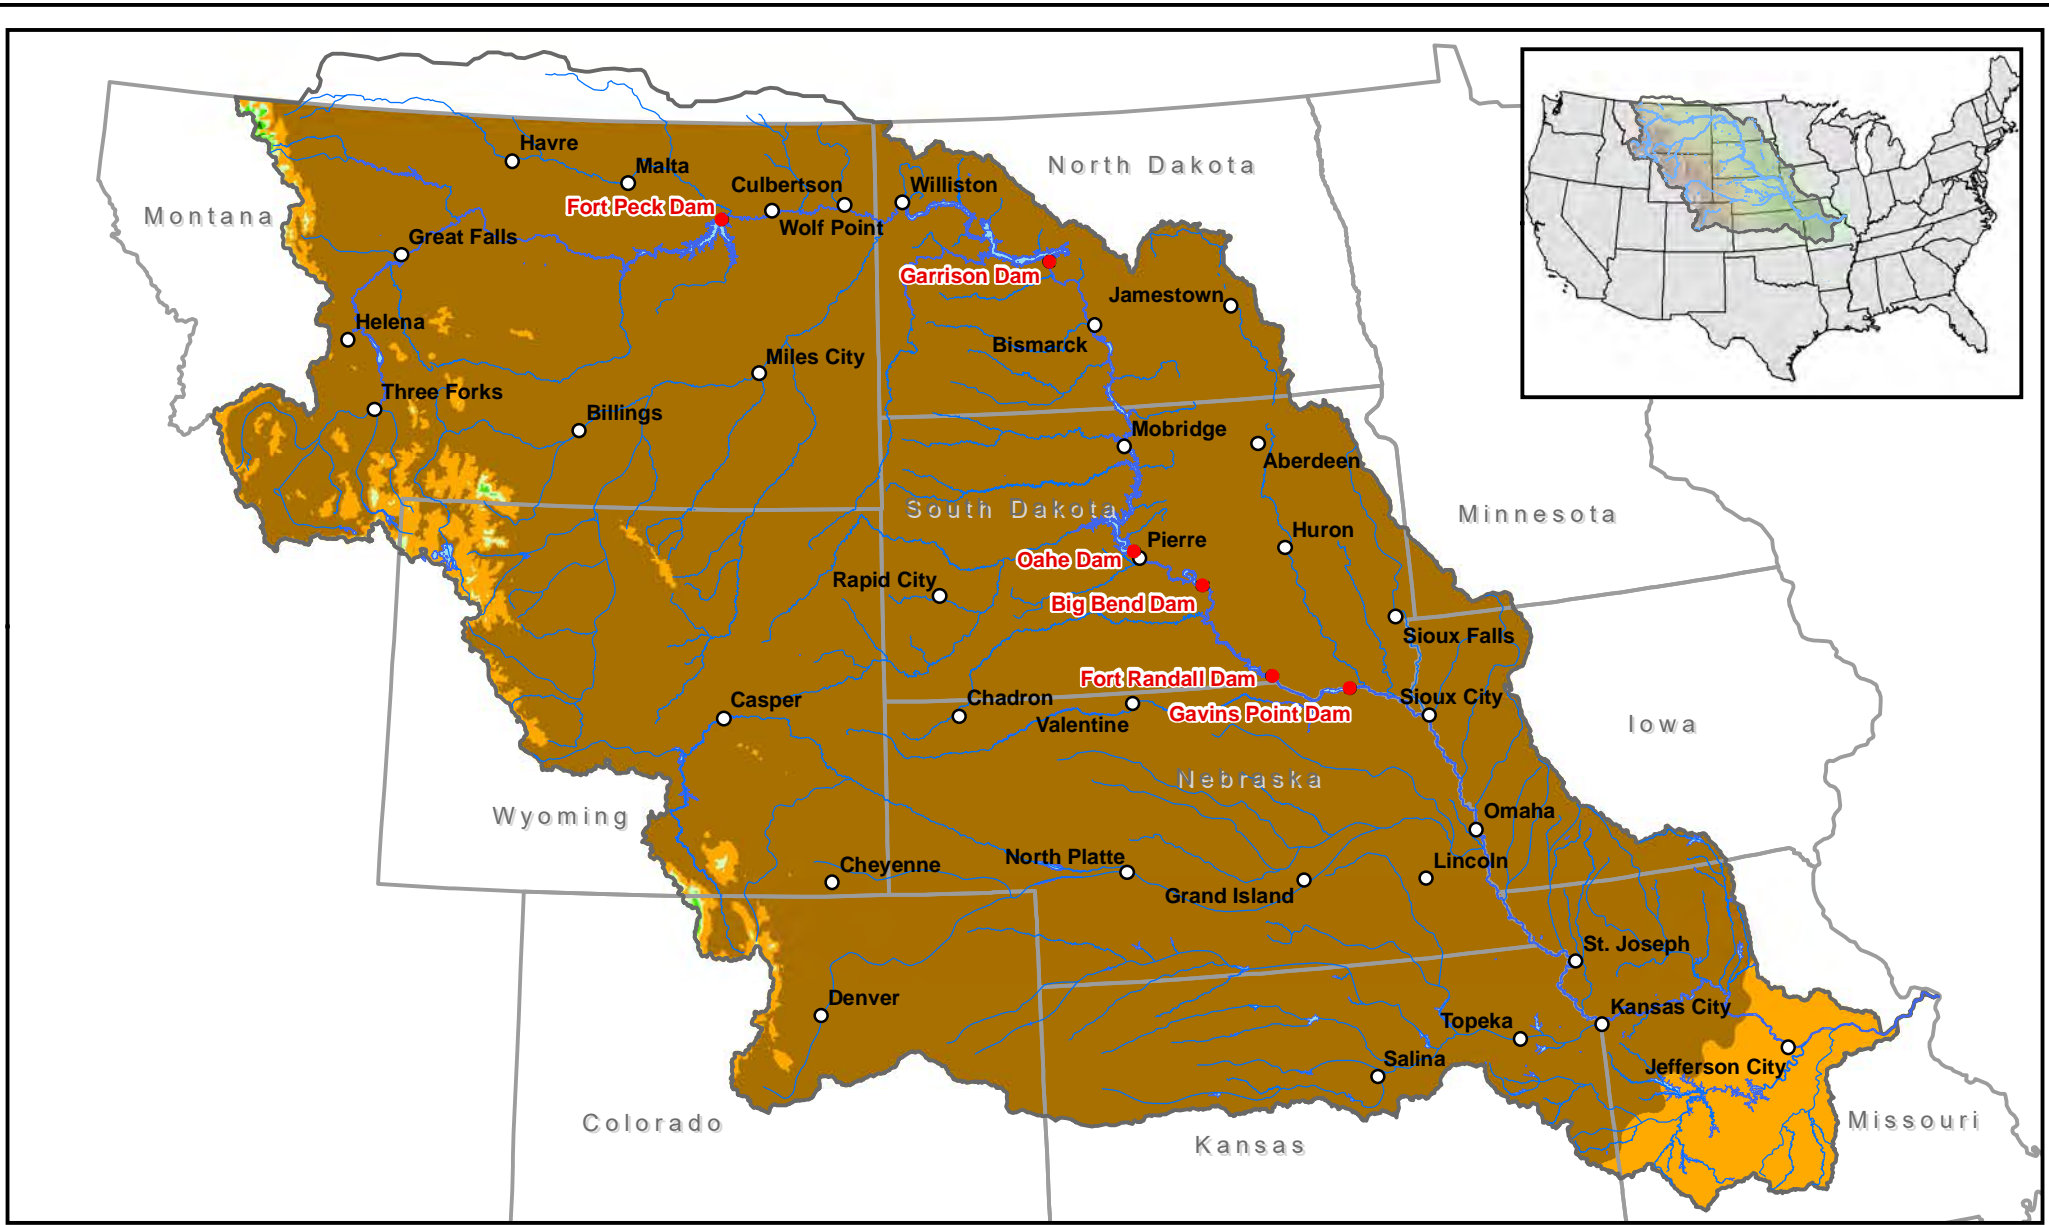 Havre
North Dakota
Malta
Culbertson
Williston
Fort Peck Dam
Montana
Wolf Point
Great Falls
Garrison Dam
Jamestown
Helena
Bismarck
Miles City
Three Forks
Billings
Mobridge
Aberdeen
South Dakota
Minnesota
Huron
Pierre
Oahe Dam
Rapid City
Big Bend Dam
Sioux Falls
Fort Randall Dam
Sioux City
Chadron
Casper
Gavins Point Dam
Valentine
Iowa
Nebraska
Omaha
Wyoming
North Platte
Lincoln
Cheyenne
Grand Island
St. Joseph
Denver
Kansas City
Topeka
Salina
Jefferson City
Colorado
Missouri
Kansas